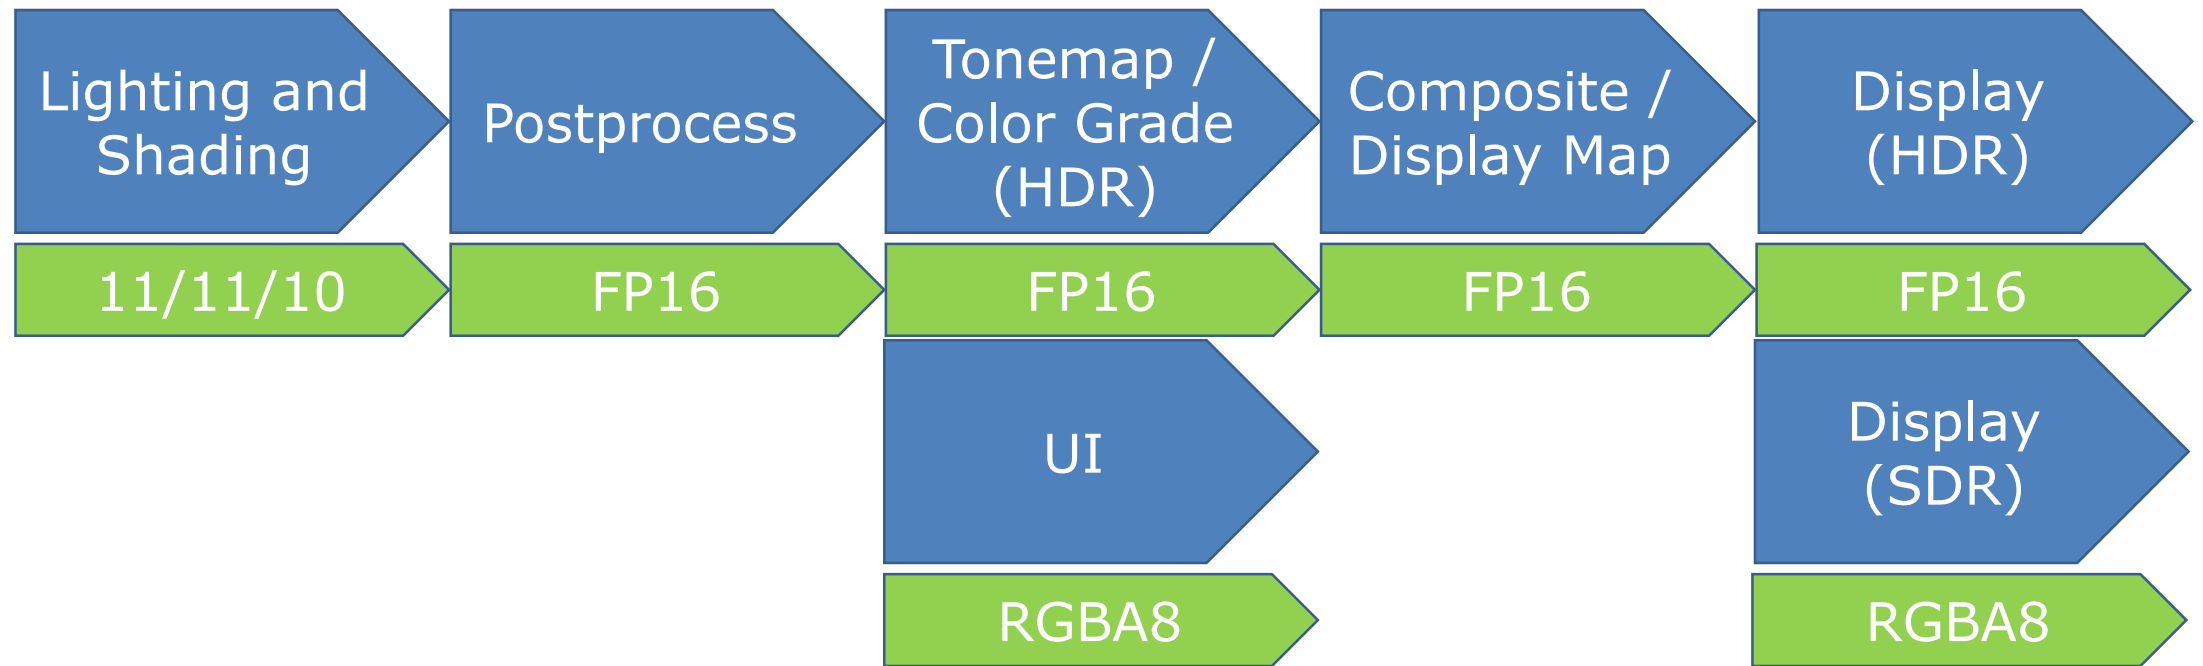 Lighting and
Shading
Postprocess
Tonemap /
Color Grade
(HDR)
Composite /
Display Map
Display
(HDR)
11/11/10
FP16
FP16
FP16
FP16
UI
Display
(SDR)
RGBA8
RGBA8